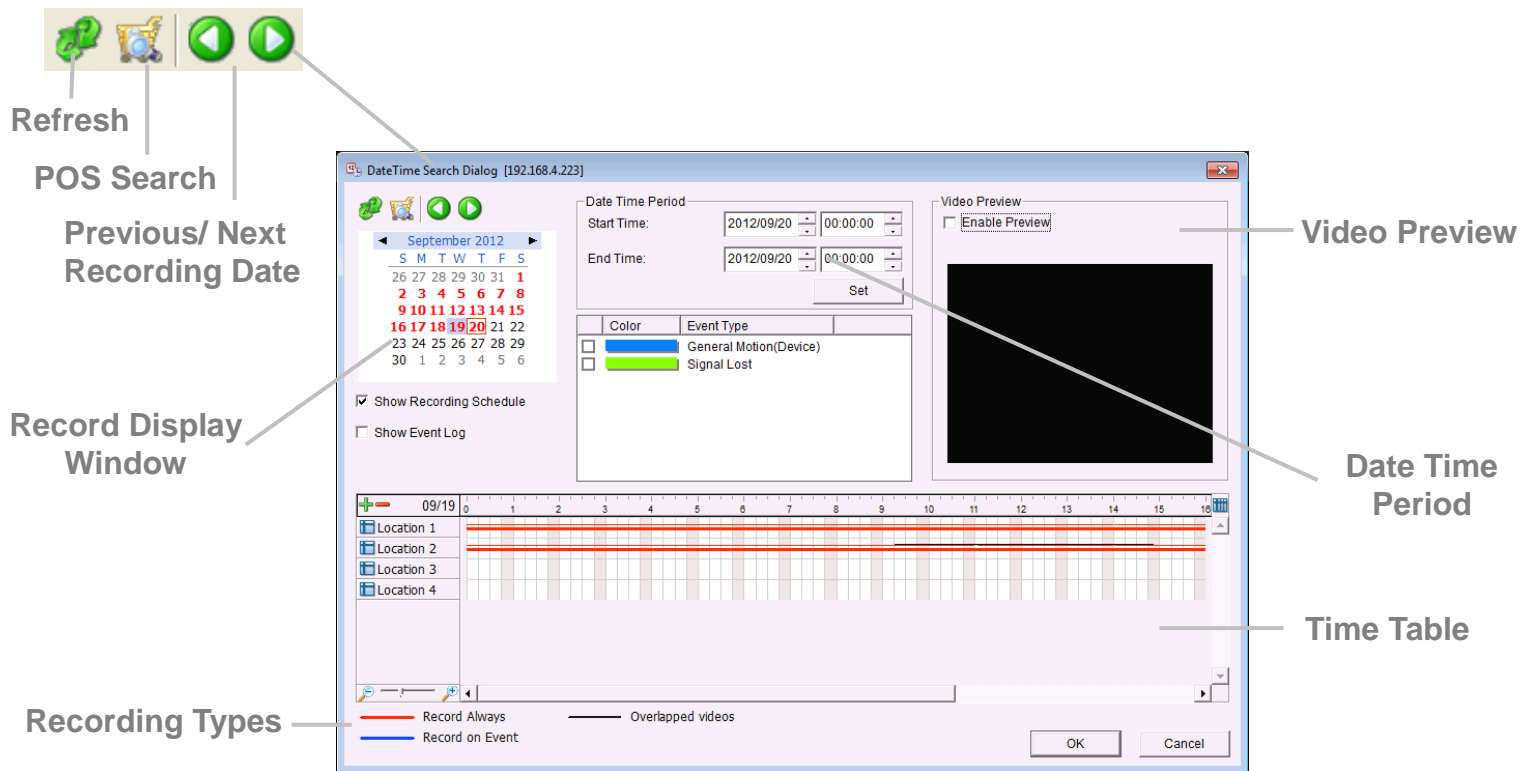 Refresh
POS Search
Previous/ Next
Recording Date
DateTime Search Dialog [192.168.4.223]
September 2012
S M T W T F S
26 27 28 29 30 31 1
2 3 4 5 6 7 8
9 10 11 12 13 14 15
16 17 18 19 20 21 22
23 24 25 26 27 28 29
30 1 2 3 4 5 6
Show Recording Schedule
Show Event Log
Date Time Period
Start Time: 2012/09/20 00:00:00
End Time: 2012/09/20 00:00:00
Set
Color Event Type
General Motion(Device)
Signal Lost
Video Preview
Enable Preview
Video Preview
Record Display
Window
Date Time
Period
09/19 0 1 2 3 4 5 6 7 8 9 10 11 12 13 14 15 16
Location 1
Location 2
Location 3
Location 4
Time Table
Recording Types
Record Always Overlapped videos
Record on Event
OK Cancel